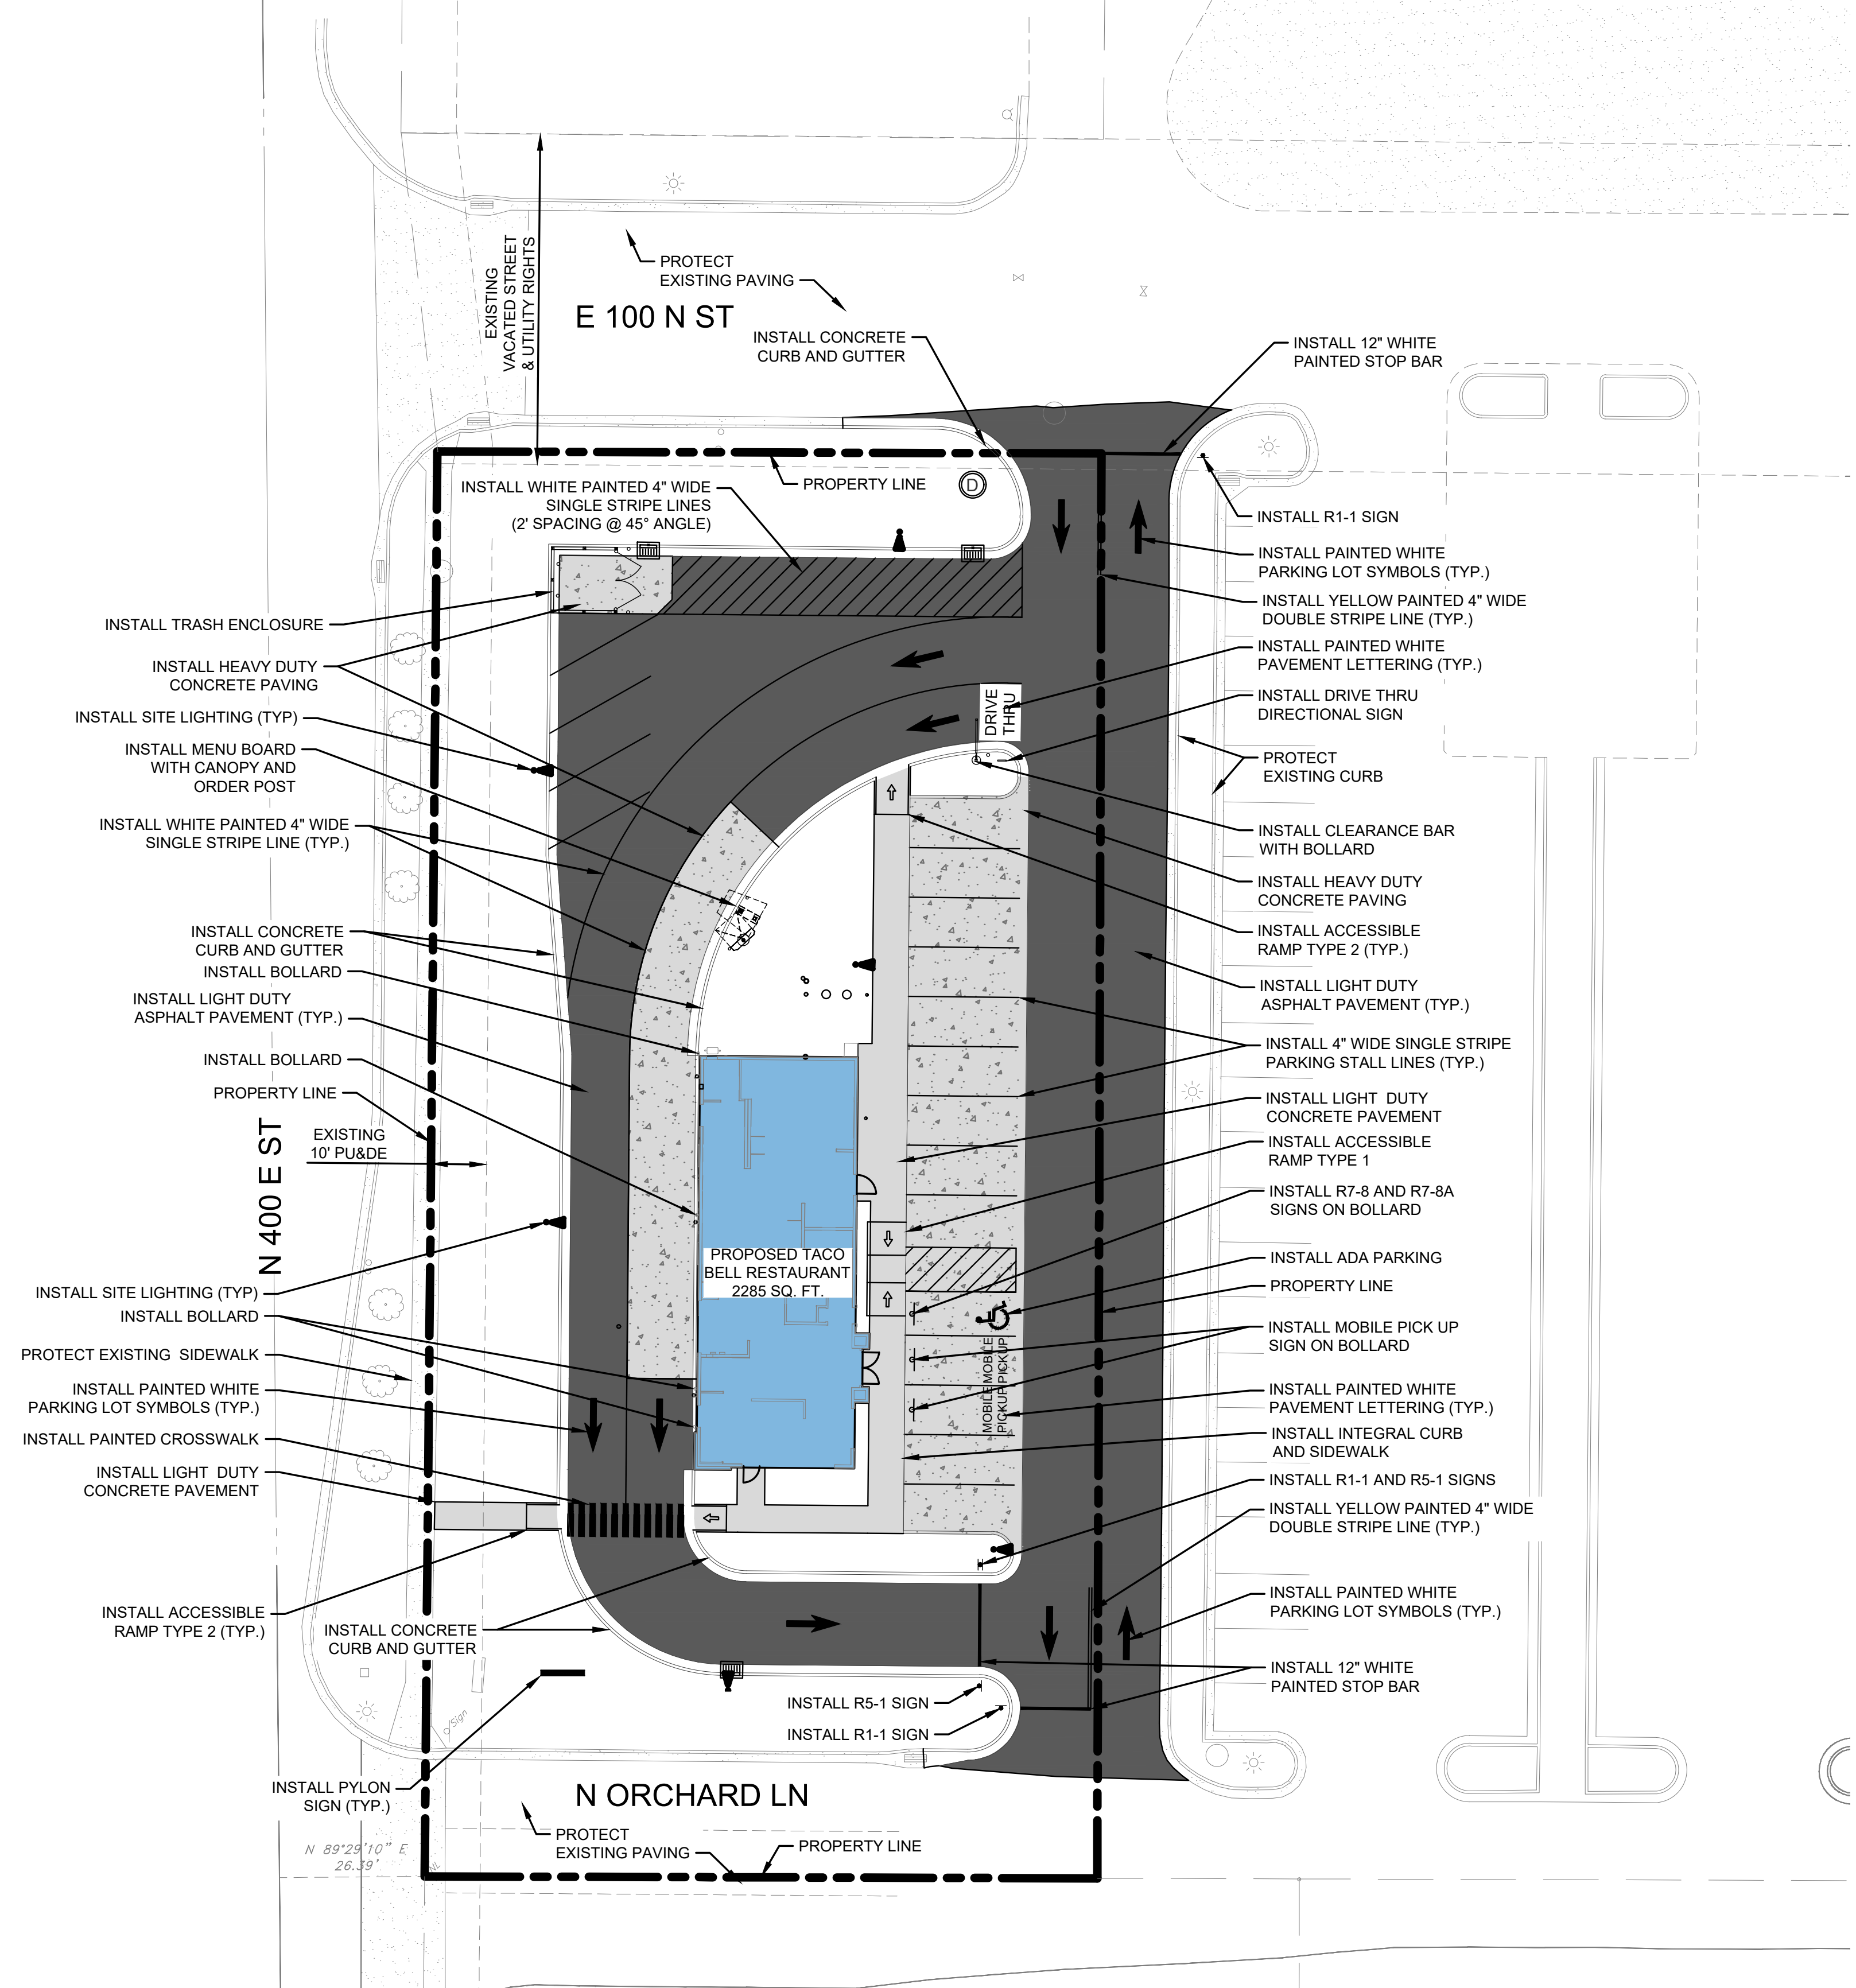 EXISTING
VACATED STREET
& UTILITY RIGHTS
PROTECT
EXISTING PAVING
E 100 N ST
INSTALL CONCRETE
CURB AND GUTTER
INSTALL 12" WHITE
PAINTED STOP BAR
INSTALL WHITE PAINTED 4" WIDE
SINGLE STRIPE LINES
(2' SPACING @ 45° ANGLE)
PROPERTY LINE
D
INSTALL R1-1 SIGN
INSTALL PAINTED WHITE
PARKING LOT SYMBOLS (TYP.)
INSTALL YELLOW PAINTED 4" WIDE
DOUBLE STRIPE LINE (TYP.)
INSTALL PAINTED WHITE
PAVEMENT LETTERING (TYP.)
INSTALL DRIVE THRU
DIRECTIONAL SIGN
PROTECT
EXISTING CURB
INSTALL CLEARANCE BAR
WITH BOLLARD
INSTALL HEAVY DUTY
CONCRETE PAVING
INSTALL ACCESSIBLE
RAMP TYPE 2 (TYP.)
INSTALL LIGHT DUTY
ASPHALT PAVEMENT (TYP.)
INSTALL 4" WIDE SINGLE STRIPE
PARKING STALL LINES (TYP.)
INSTALL LIGHT  DUTY
CONCRETE PAVEMENT
INSTALL ACCESSIBLE
RAMP TYPE 1
INSTALL R7-8 AND R7-8A
SIGNS ON BOLLARD
INSTALL ADA PARKING
PROPERTY LINE
INSTALL MOBILE PICK UP
SIGN ON BOLLARD
INSTALL PAINTED WHITE
PAVEMENT LETTERING (TYP.)
INSTALL INTEGRAL CURB
AND SIDEWALK
INSTALL R1-1 AND R5-1 SIGNS
INSTALL YELLOW PAINTED 4" WIDE
DOUBLE STRIPE LINE (TYP.)
INSTALL PAINTED WHITE
PARKING LOT SYMBOLS (TYP.)
INSTALL 12" WHITE
PAINTED STOP BAR
INSTALL TRASH ENCLOSURE
INSTALL HEAVY DUTY
CONCRETE PAVING
INSTALL SITE LIGHTING (TYP)
INSTALL MENU BOARD
WITH CANOPY AND
ORDER POST
INSTALL WHITE PAINTED 4" WIDE
SINGLE STRIPE LINE (TYP.)
INSTALL CONCRETE
CURB AND GUTTER
INSTALL BOLLARD
INSTALL LIGHT DUTY
ASPHALT PAVEMENT (TYP.)
INSTALL BOLLARD
PROPERTY LINE
EXISTING
10' PU&DE
N 400 E ST
INSTALL SITE LIGHTING (TYP)
INSTALL BOLLARD
PROTECT EXISTING  SIDEWALK
INSTALL PAINTED WHITE
PARKING LOT SYMBOLS (TYP.)
INSTALL PAINTED CROSSWALK
INSTALL LIGHT  DUTY
CONCRETE PAVEMENT
INSTALL ACCESSIBLE
RAMP TYPE 2 (TYP.)
INSTALL CONCRETE
CURB AND GUTTER
INSTALL PYLON
SIGN (TYP.)
DRIVE
THRU
PROPOSED TACO
BELL RESTAURANT
2285 SQ. FT.
MOBILE MOBILE
PICKUP PICKUP
INSTALL R5-1 SIGN
INSTALL R1-1 SIGN
Sign
N ORCHARD LN
PROTECT
EXISTING PAVING
PROPERTY LINE
N 89°29'10" E
26.39'